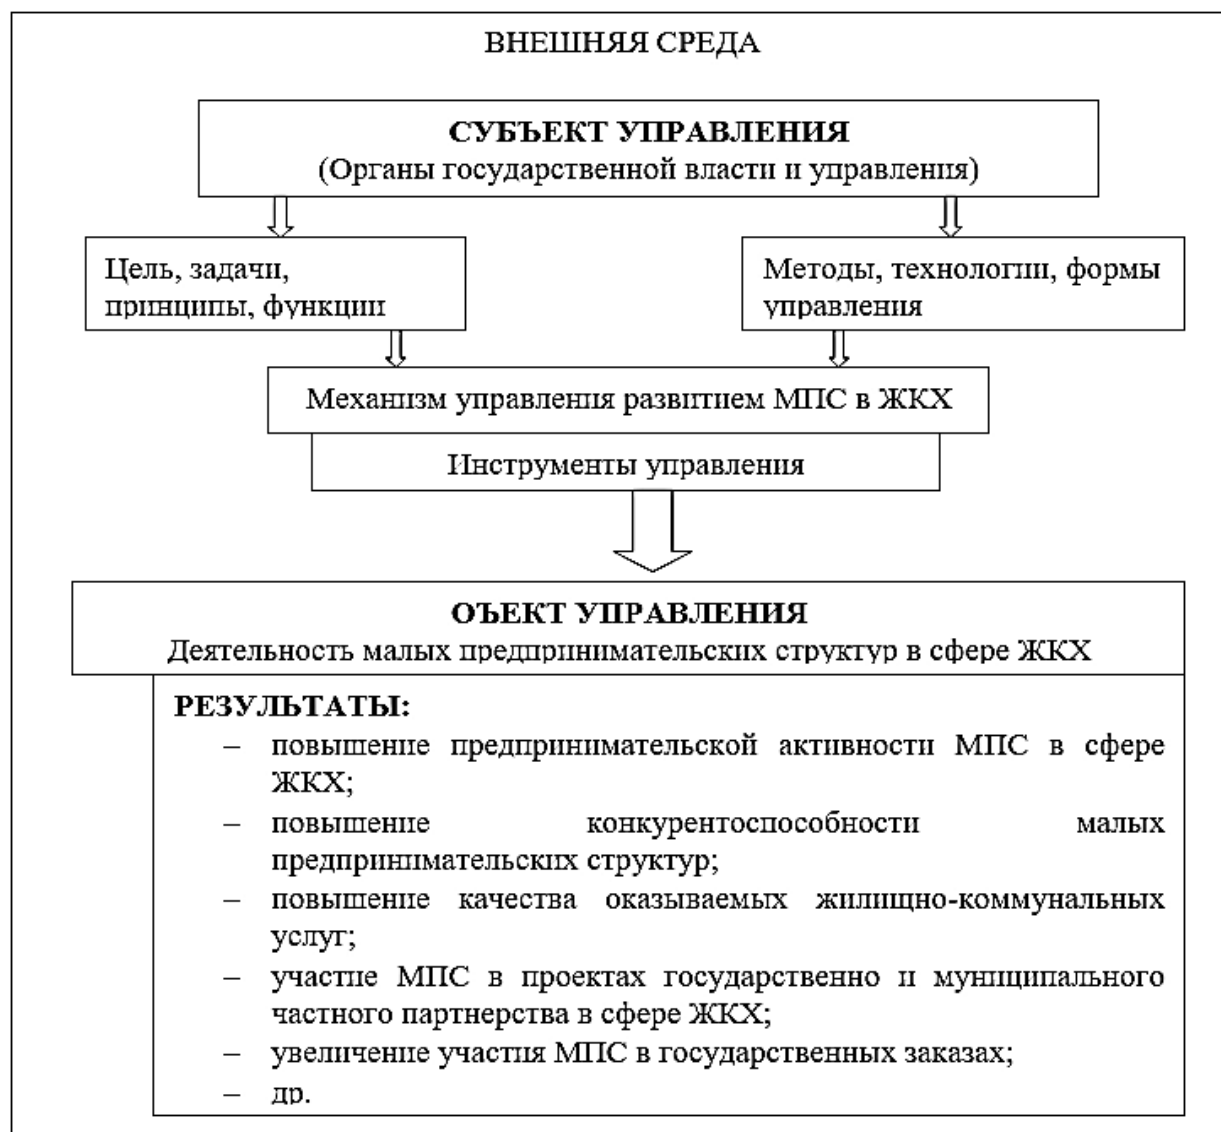 ВНЕШНЯЯ СРЕДА
СУБЪЕКТ УПРАВЛЕНИЯ
(Органы государственной власти и управления)
Цель, задачи,
принципы, функции
Методы, технологии, формы
управления
Механизм управления развитием МПС в ЖКХ
Инструменты управления
ОЪЕКТ УПРАВЛЕНИЯ
Деятельность малых предпринимательских структур в сфере ЖКХ
РЕЗУЛЬТАТЫ:
– повышение предпринимательской активности МПС в сфере
ЖКХ;
– повышение конкурентоспособности малых
предпринимательских структур;
– повышение качества оказываемых жилищно-коммунальных
услуг;
– участие МПС в проектах государственно и муниципального
частного партнерства в сфере ЖКХ;
– увеличение участия МПС в государственных заказах;
– др.